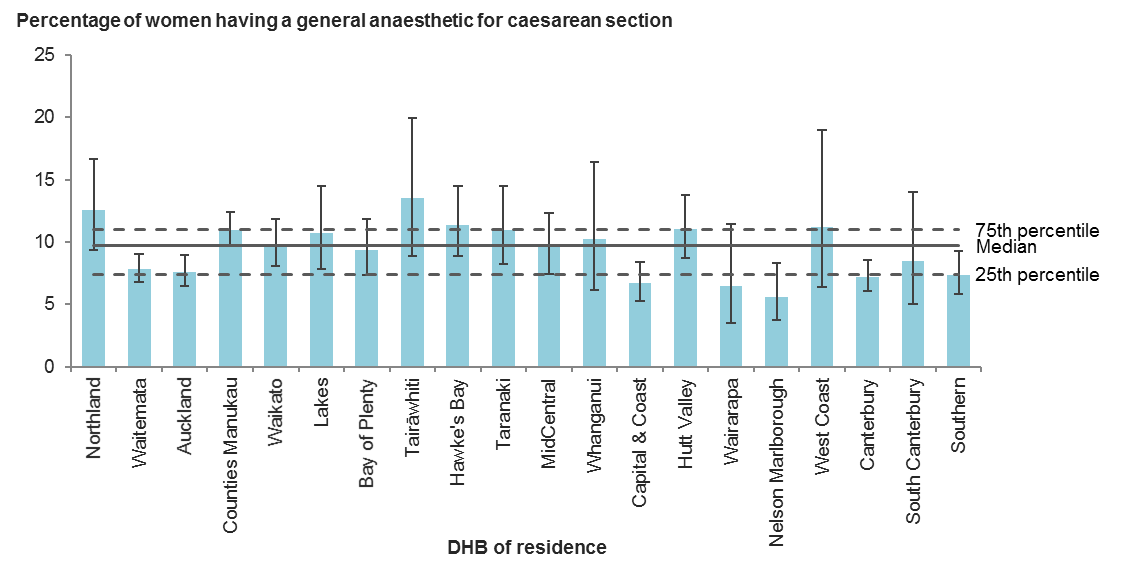 Percentage of women having a general anaesthetic for caesarean section
25
20
15
10
5
0
75th percentile
Median
25th percentile
Northland
Waitemata
Auckland
Counties Manukau
Waikato
Lakes
Bay of Plenty
Tairāwhiti
Hawke's Bay
Taranaki
MidCentral
Whanganui
Capital & Coast
Hutt Valley
Wairarapa
Nelson Marlborough
West Coast
Canterbury
South Canterbury
Southern
DHB of residence